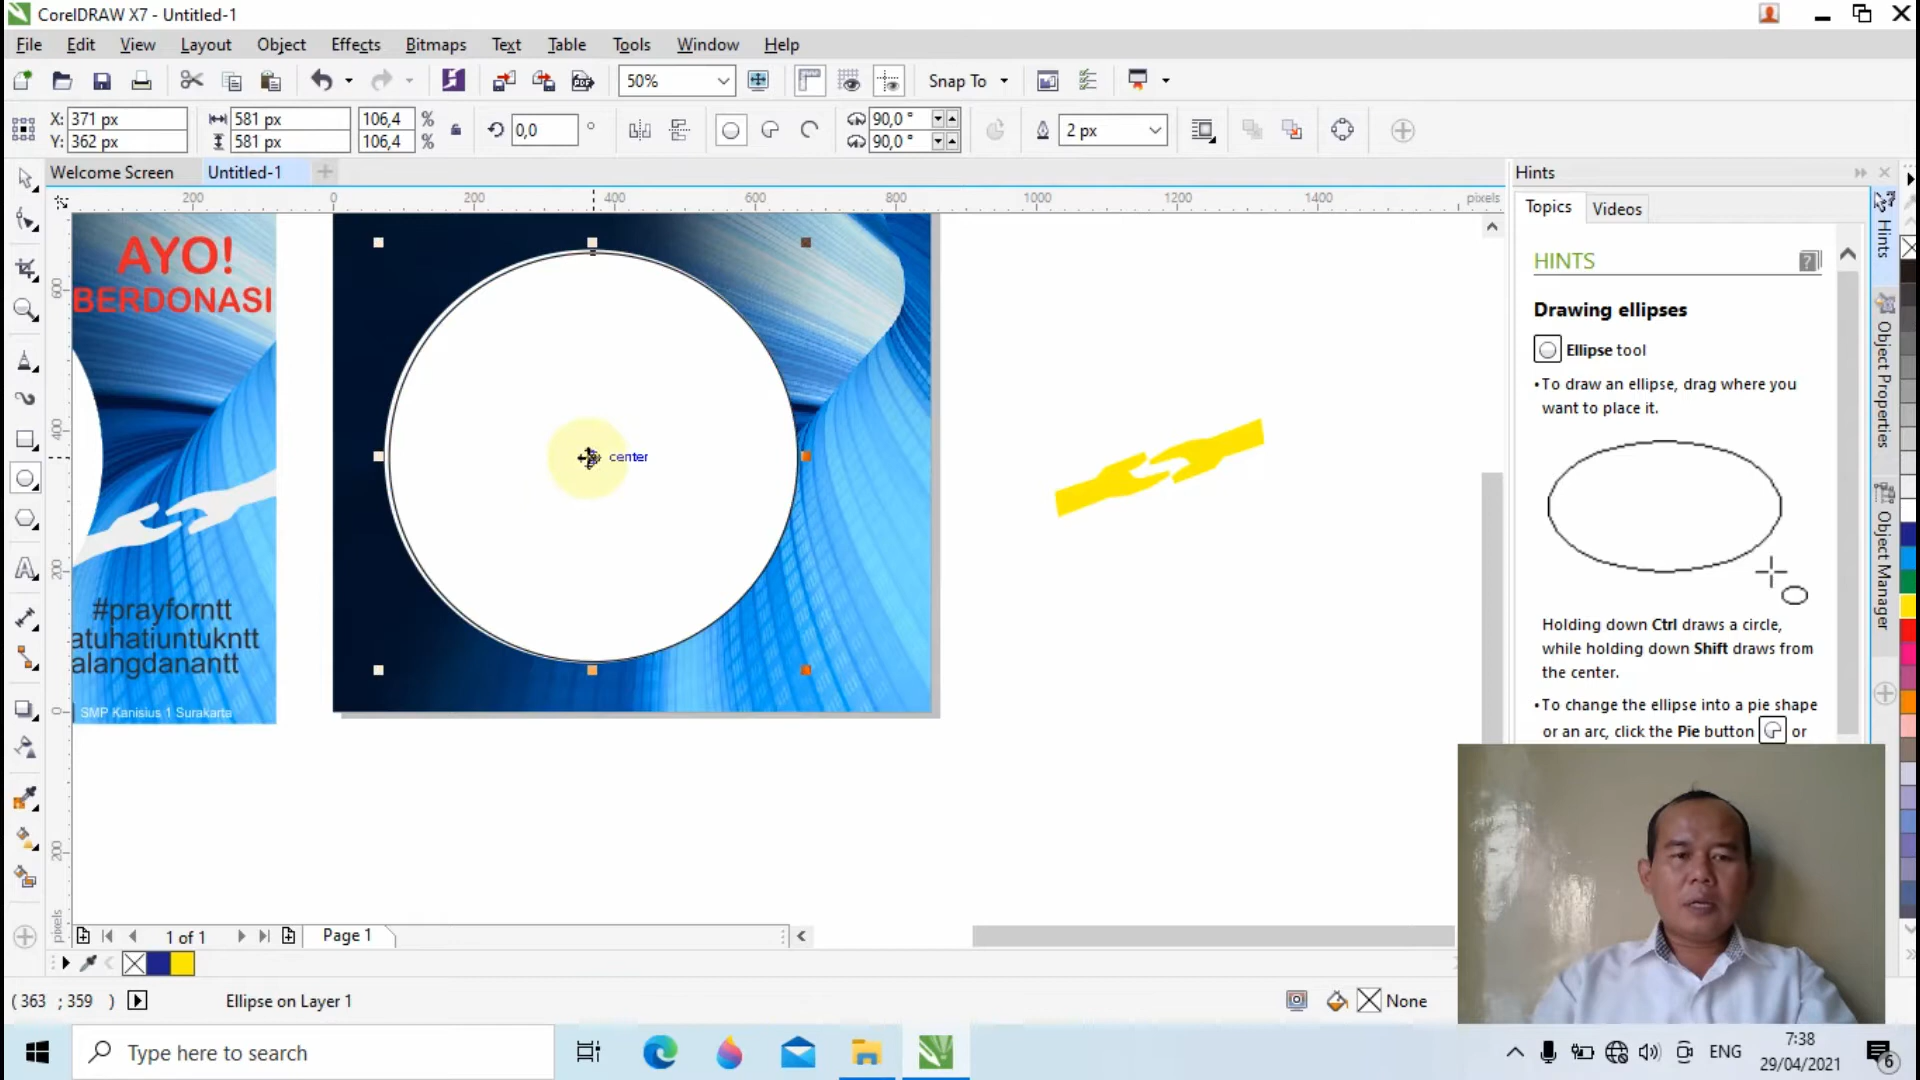 CorelDRAW X7 - Untitled-1
File Edit View Layout Object Effects Bitmaps Text Table Tools Window Help
50% Snap To
X: 371 px 581 px 106,4 % 0,0 ° 90,0 ° 2 px
Y: 362 px 581 px 106,4 % 90,0 °
Welcome Screen Untitled-1
Hints
200 0 200 400 600 800 1000 1200 1400 pixels
Topics Videos
HINTS
Drawing ellipses
Ellipse tool
•To draw an ellipse, drag where you
want to place it.
Holding down Ctrl draws a circle,
while holding down Shift draws from
the center.
•To change the ellipse into a pie shape
or an arc, click the Pie button or
Hints
Object Properties
Object Manager
600
400
200
0
200
pixels
AYO!
BERDONASI
center
#prayforntt
atuhatiuntukntt
alangdanantt
SMP Kanisius 1 Surakarta
1 of 1 Page 1
( 363 ; 359 ) Ellipse on Layer 1 None
Type here to search
ENG
7:38
29/04/2021
6